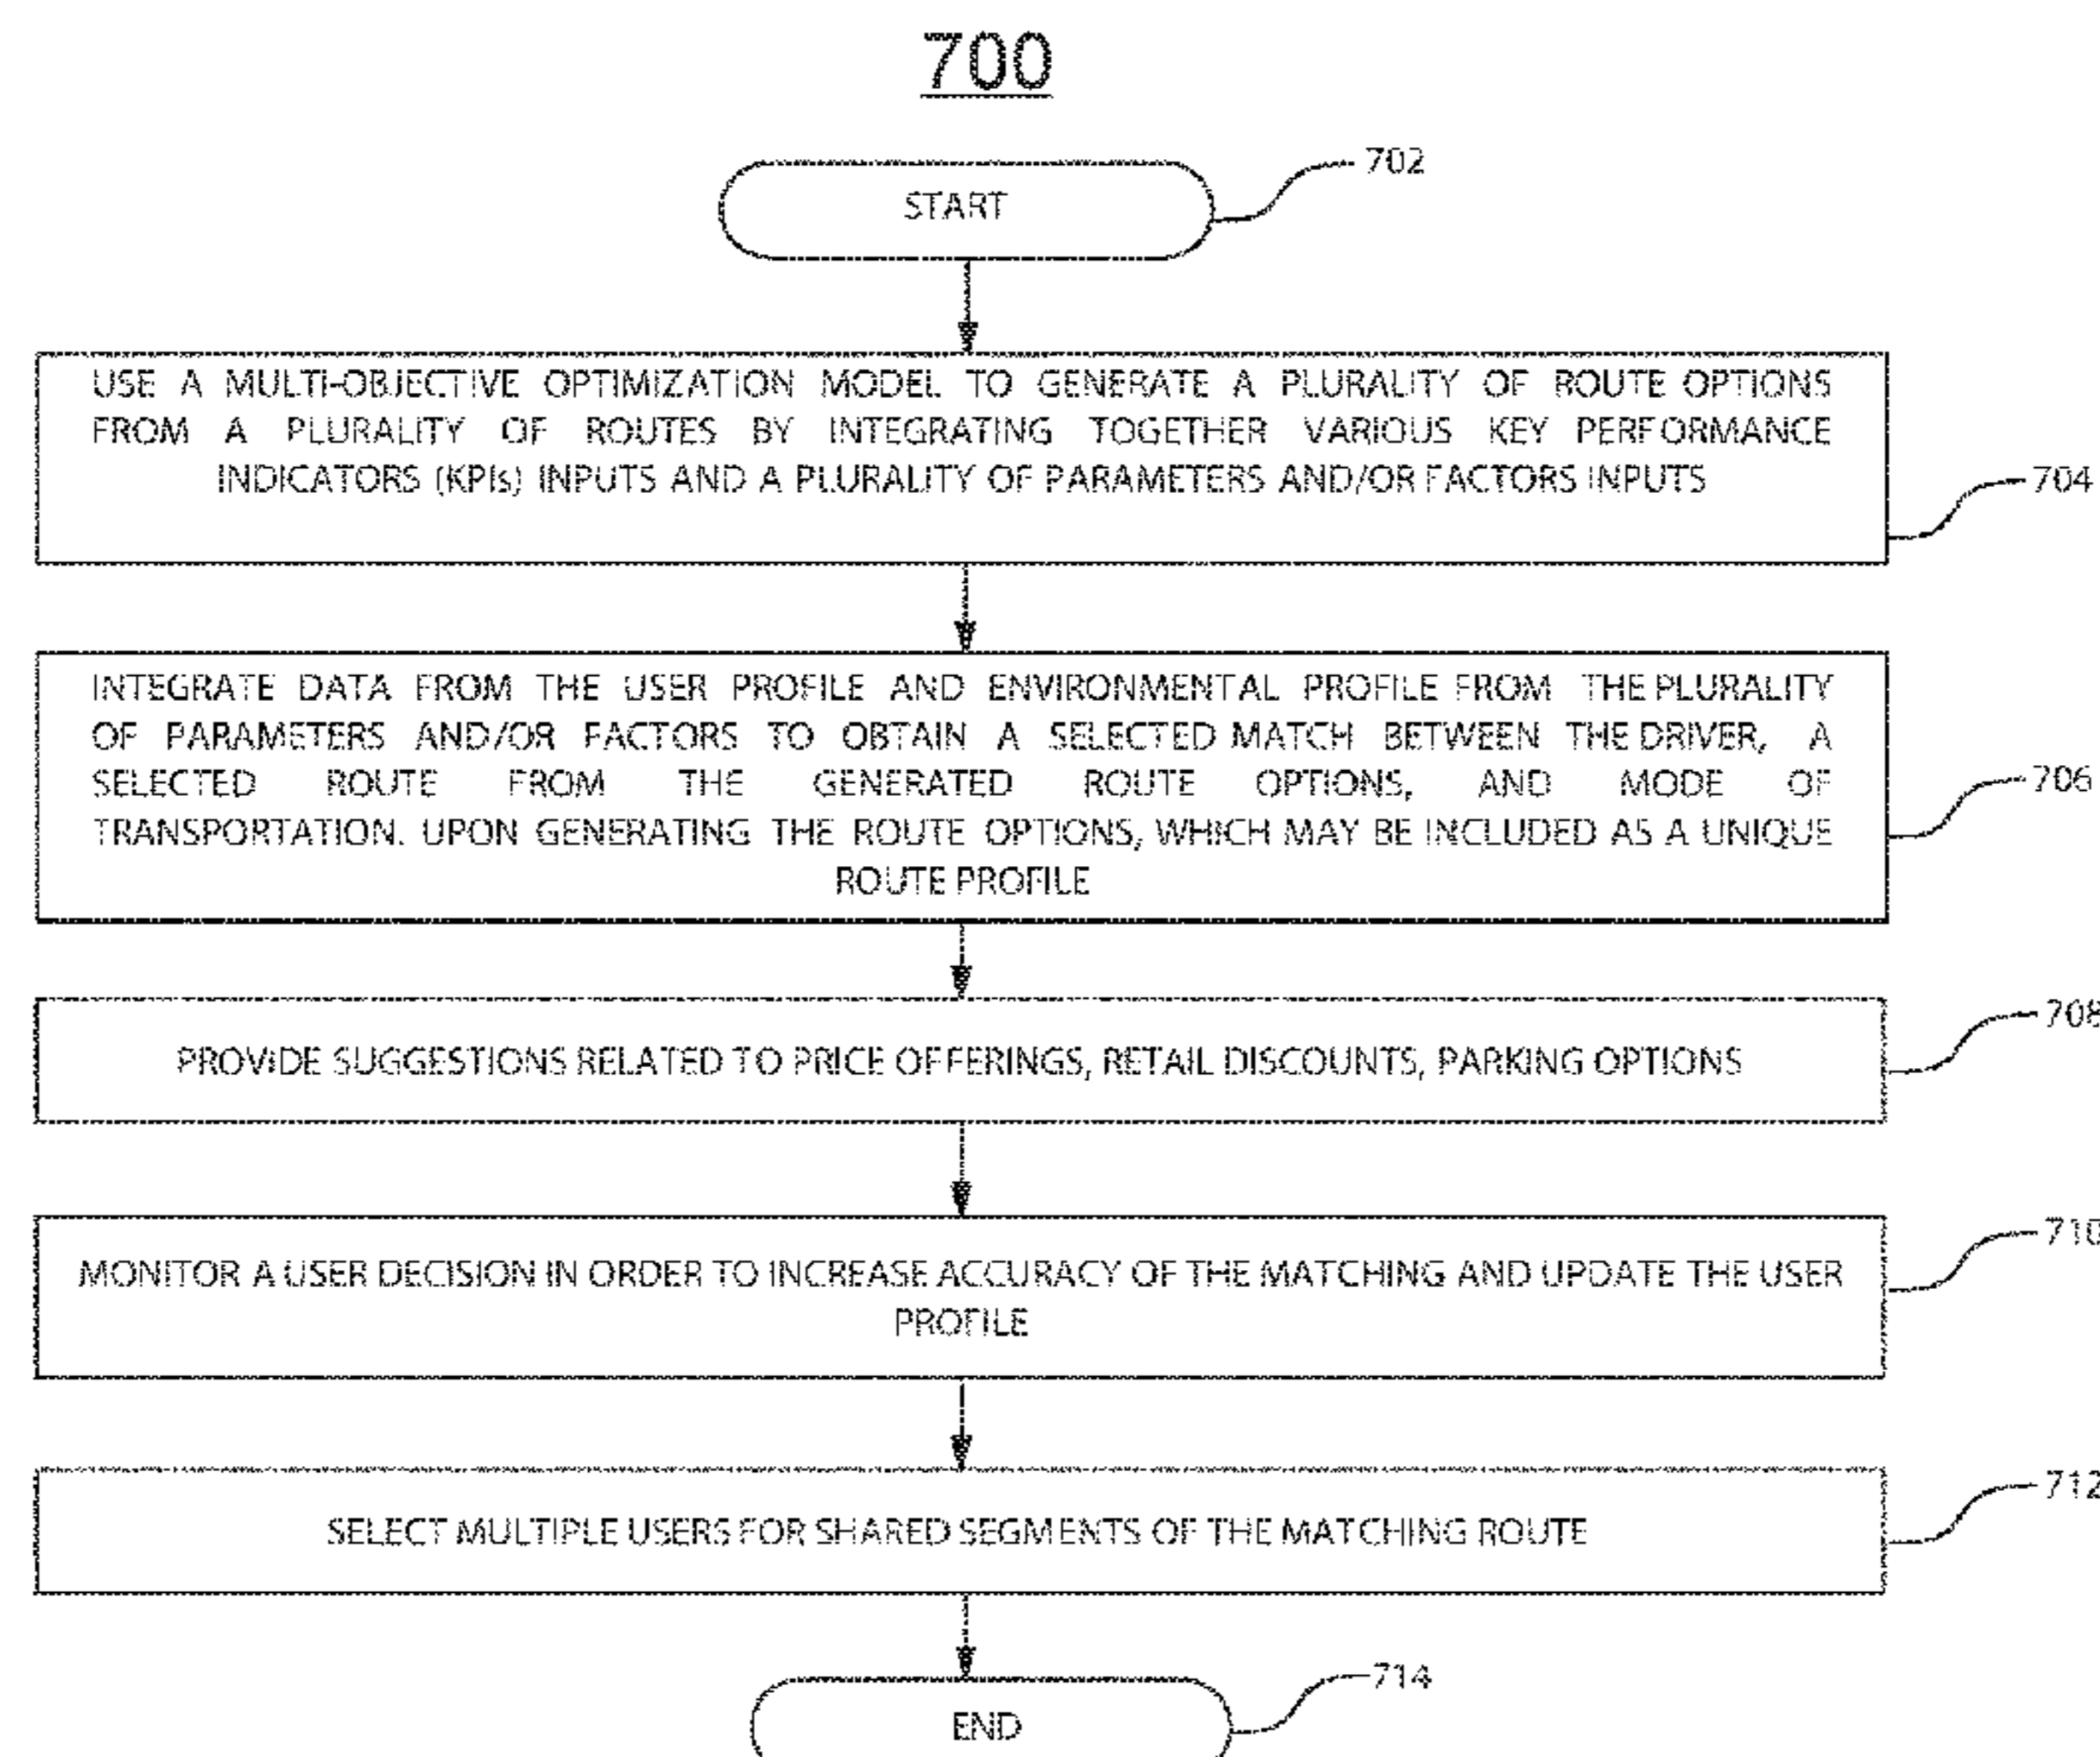 700
START
702
USE A MULTI-OBJECTIVE OPTIMIZATION MODEL TO GENERATE A PLURALITY OF ROUTE OPTIONS
FROM A PLURALITY OF ROUTES BY INTEGRATING TOGETHER VARIOUS KEY PERFORMANCE
INDICATORS (KPIs) INPUTS AND A PLURALITY OF PARAMETERS AND/OR FACTORS INPUTS
704
INTEGRATE DATA FROM THE USER PROFILE AND ENVIRONMENTAL PROFILE FROM THE PLURALITY
OF PARAMETERS AND/OR FACTORS TO OBTAIN A SELECTED MATCH BETWEEN THE DRIVER, A
SELECTED ROUTE FROM THE GENERATED ROUTE OPTIONS, AND MODE OF
TRANSPORTATION. UPON GENERATING THE ROUTE OPTIONS, WHICH MAY BE INCLUDED AS A UNIQUE
ROUTE PROFILE
706
PROVIDE SUGGESTIONS RELATED TO PRICE OFFERINGS, RETAIL DISCOUNTS, PARKING OPTIONS
708
MONITOR A USER DECISION IN ORDER TO INCREASE ACCURACY OF THE MATCHING AND UPDATE THE USER
PROFILE
710
SELECT MULTIPLE USERS FOR SHARED SEGMENTS OF THE MATCHING ROUTE
712
END
714